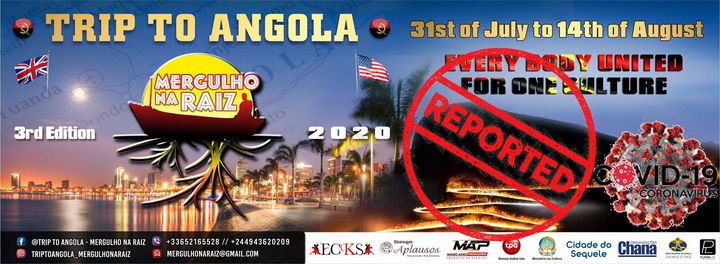 TRIP TO ANGOLA
31st of July to 14th of August
EVERY BODY UNITED
FOR ONE CULTURE
MERGULHO
NA RAIZ
3rd Edition
2020
REPORTED
COVID-19
CORONAVIRUS
Luanda
@TRIP TO ANGOLA - MERGULHO NA RAIZ
+33652165528 // +244943620209
TRIPTOANGOLA_MERGULHONARAIZ
MERGULHONARAIZ@GMAIL.COM
Aplausos
MAP
tpa
Cidade do
Sequele
Chana